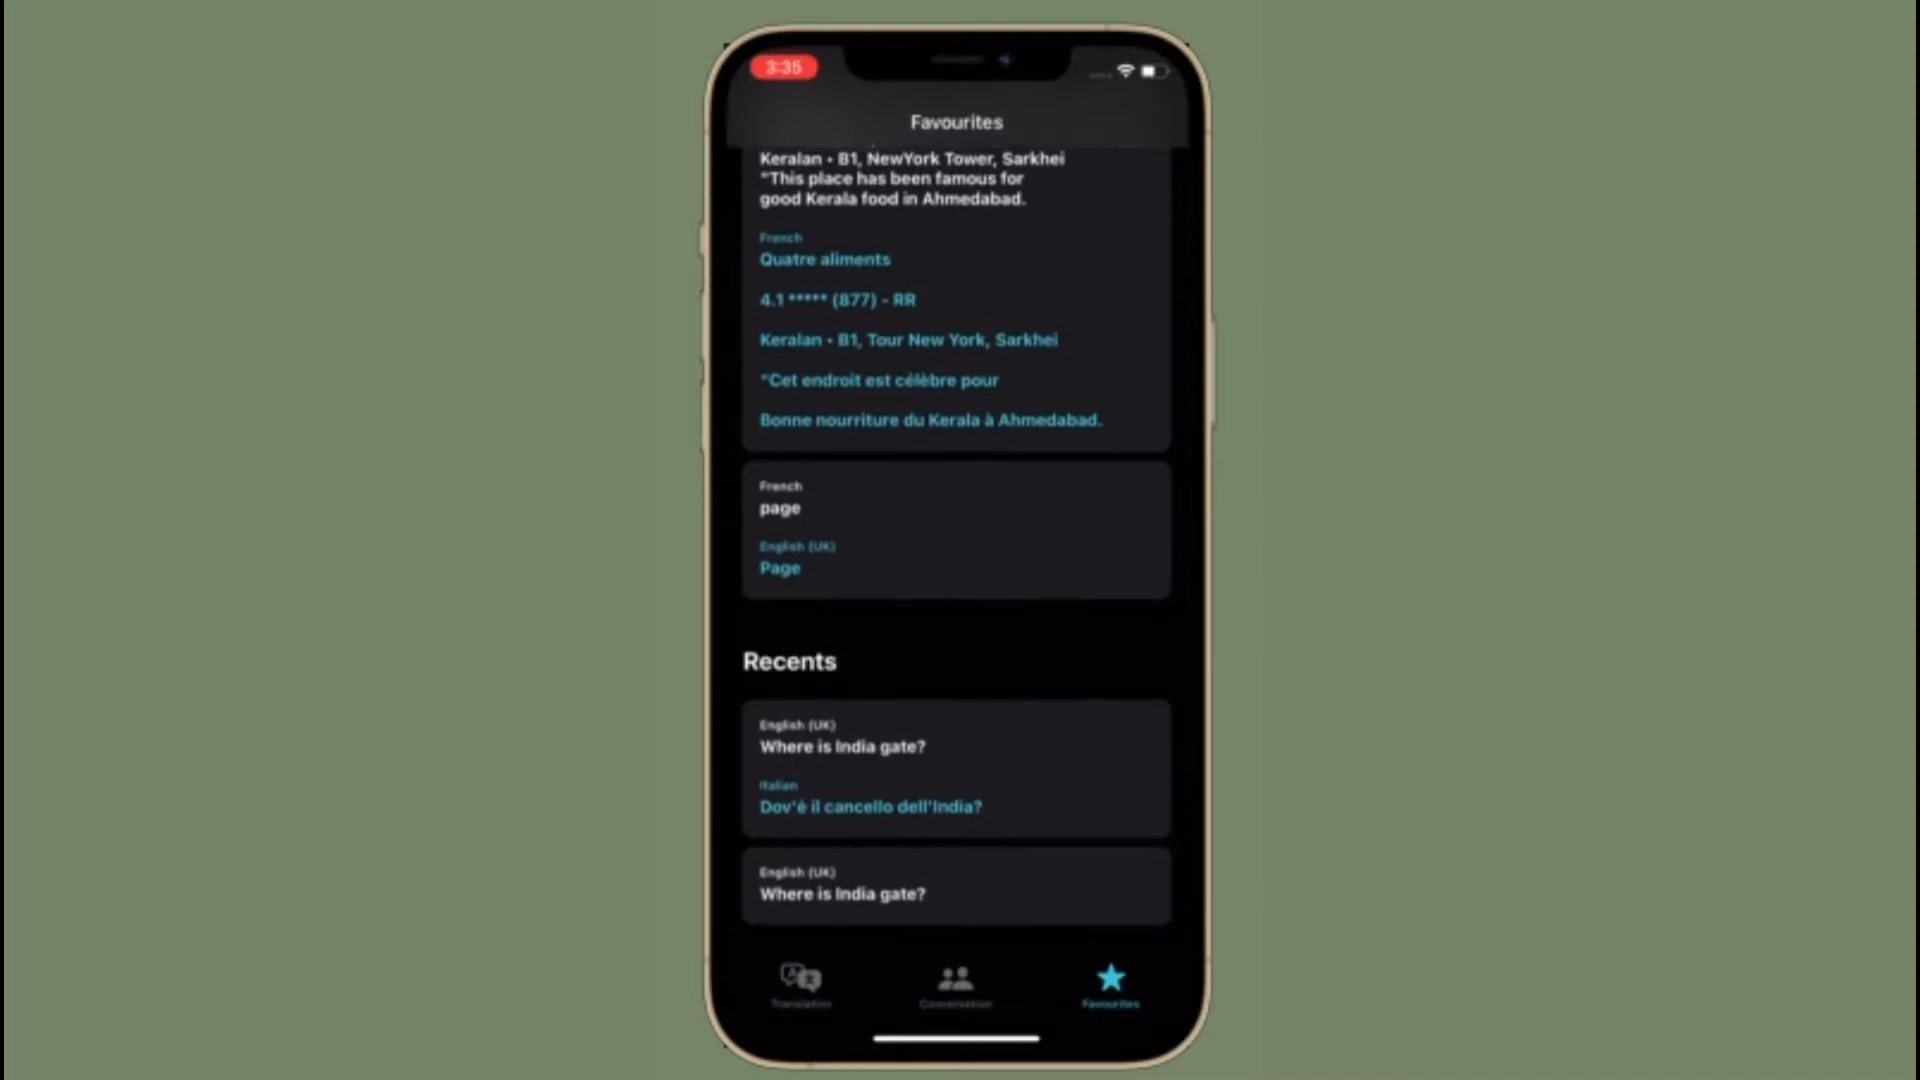 3:35
Favourites
Keralan • B1, NewYork Tower, Sarkhei
"This place has been famous for
good Kerala food in Ahmedabad.
French
Quatre aliments
4.1 ***** (877) - RR
Keralan • B1, Tour New York, Sarkhei
"Cet endroit est célèbre pour
Bonne nourriture du Kerala à Ahmedabad.
French
page
English (UK)
Page
Recents
English (UK)
Where is India gate?
Italian
Dov'è il cancello dell'India?
English (UK)
Where is India gate?
Translation
Conversation
Favourites